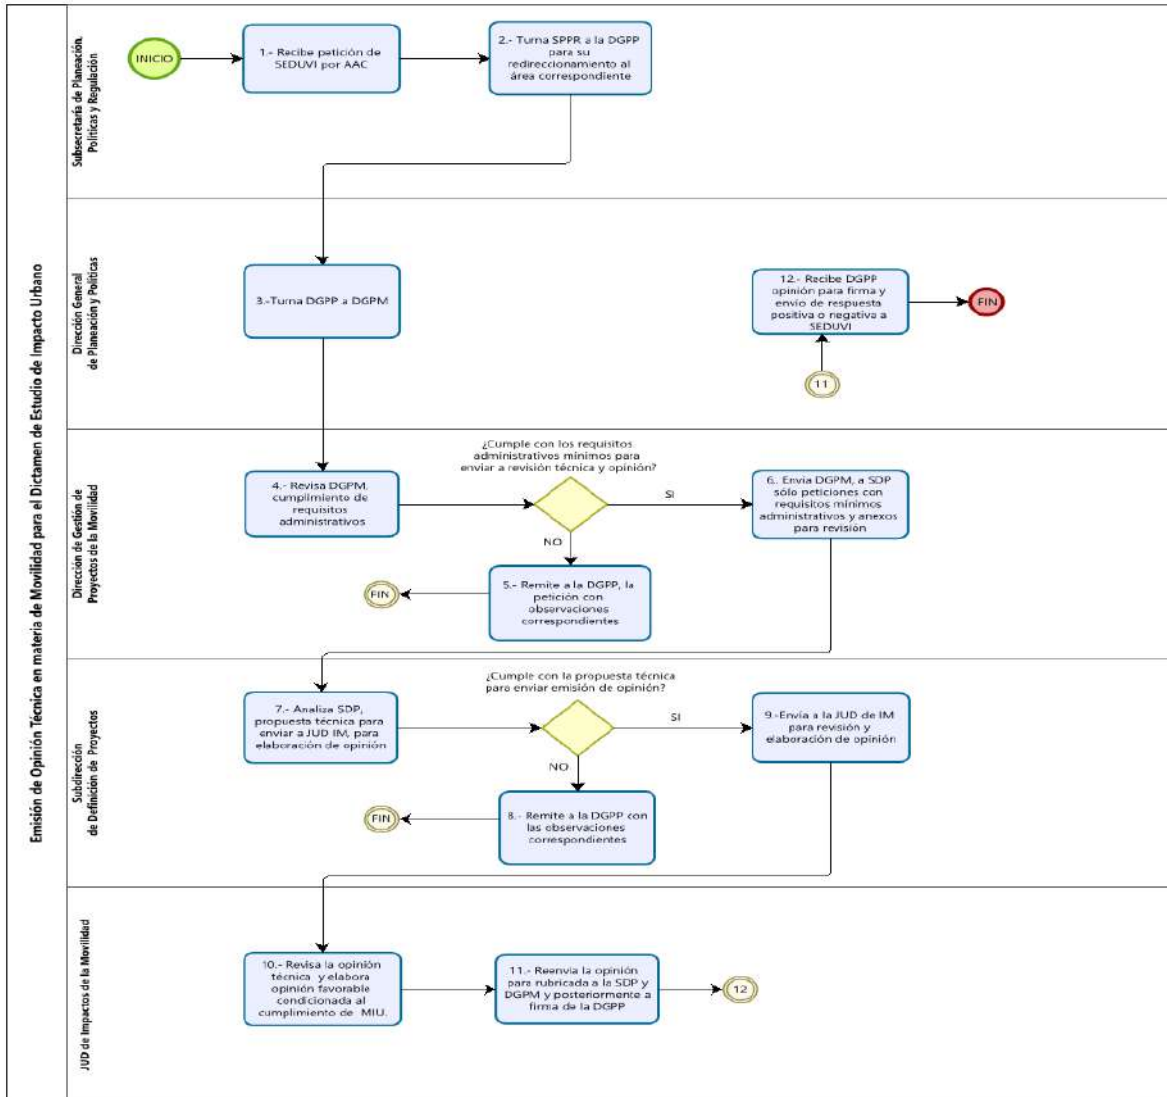 Emisión de Opinión Técnica en materia de Movilidad para el Dictamen de Estudio de Impacto Urbano
Subsecretaría de Planeación,
Políticas y Regulación
INICIO
1.- Recibe petición de
SEDUVI por AAC
2.- Turna SPPR a la DGPP
para su
redireccionamiento al
área correspondiente
Dirección General
de Planeación y Políticas
3.-Turna DGPP a DGPM
12.- Recibe DGPP
opinión para firma y
envío de respuesta
positiva o negativa a
SEDUVI
FIN
11
Dirección de Gestión de
Proyectos de la Movilidad
4.- Revisa DGPM,
cumplimiento de
requisitos
administrativos
¿Cumple con los requisitos
administrativos mínimos para
enviar a revisión técnica y opinión?
SI
NO
6.. Envía DGPM, a SDP
sólo peticiones con
requisitos mínimos
administrativos y anexos
para revisión
5.- Remite a la DGPP, la
petición con
observaciones
correspondientes
FIN
Subdirección
de Definición de Proyectos
7.- Analiza SDP,
propuesta técnica para
enviar a JUD IM, para
elaboración de opinión
¿Cumple con la propuesta técnica
para enviar emisión de opinión?
SI
NO
9.-Envía a la JUD de IM
para revisión y
elaboración de opinión
8.- Remite a la DGPP con
las observaciones
correspondientes
FIN
JUD de Impactos de la Movilidad
10.- Revisa la opinión
técnica y elabora
opinión favorable
condicionada al
cumplimiento de MIU.
11.- Reenvia la opinión
para rubricada a la SDP y
DGPM y posteriormente a
firma de la DGPP
12